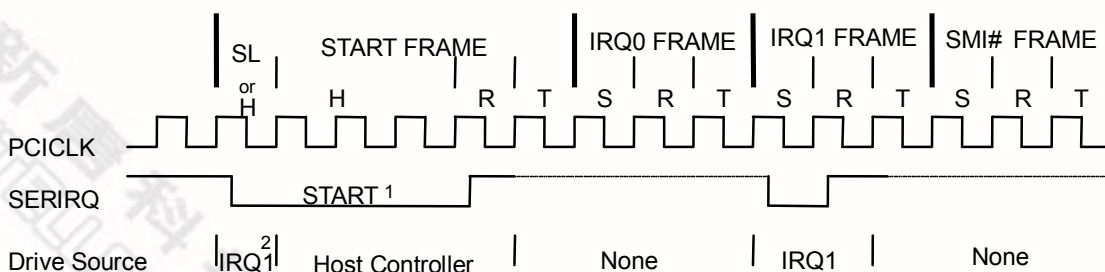 SL or H START FRAME IRQ0 FRAME IRQ1 FRAME SMI# FRAME
H R T S R T S R T S R T
PCICLK
SERIRQ START 1
Drive Source IRQ1 2 Host Controller None IRQ1 None